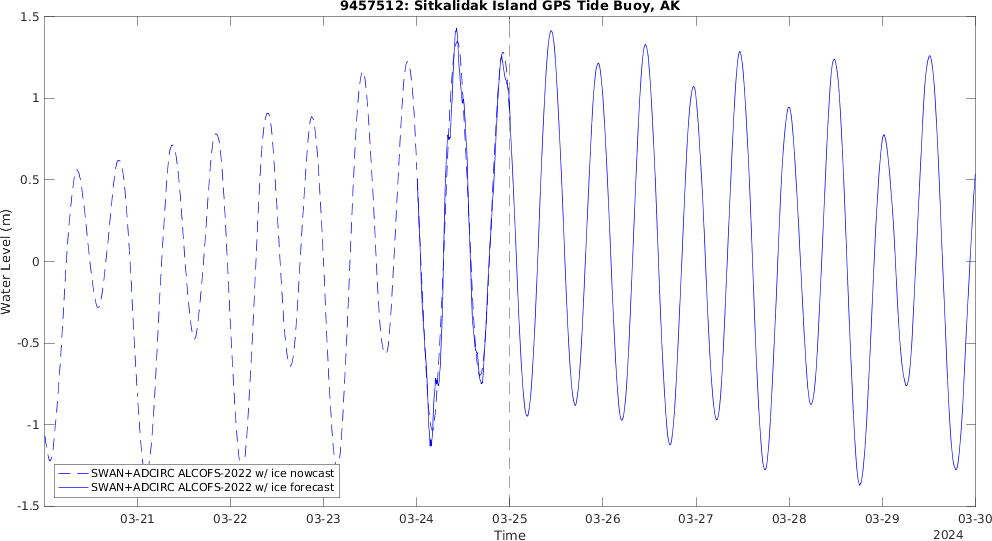 9457512: Sitkalidak Island GPS Tide Buoy, AK
1.5
1
0.5
0
-0.5
-1
-1.5
Water Level (m)
SWAN+ADCIRC ALCOFS-2022 w/ ice nowcast
SWAN+ADCIRC ALCOFS-2022 w/ ice forecast
03-21 03-22 03-23 03-24 03-25 03-26 03-27 03-28 03-29 03-30
Time
2024